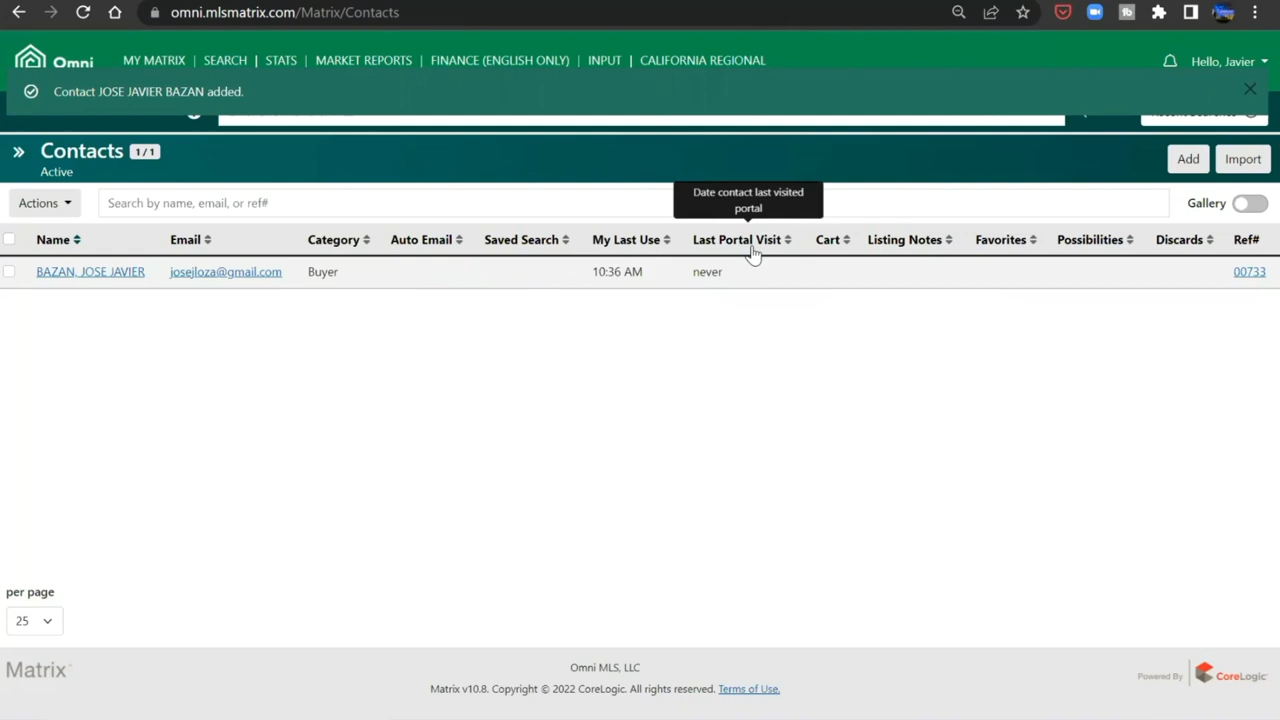 omni.mlsmatrix.com/Matrix/Contacts
Omni
MY MATRIX | SEARCH | STATS | MARKET REPORTS | FINANCE (ENGLISH ONLY) | INPUT | CALIFORNIA REGIONAL
Hello, Javier
Contact JOSE JAVIER BAZAN added.
Contacts 1/1
Active
Add Import
Date contact last visited
portal
Actions
Search by name, email, or ref#
Gallery
Name Email Category Auto Email Saved Search My Last Use Last Portal Visit Cart Listing Notes Favorites Possibilities Discards Ref#
BAZAN, JOSE JAVIER josejloza@gmail.com Buyer 10:36 AM never 00733
per page
25
Matrix
Omni MLS, LLC
Matrix v10.8. Copyright © 2022 CoreLogic. All rights reserved. Terms of Use.
Powered By CoreLogic